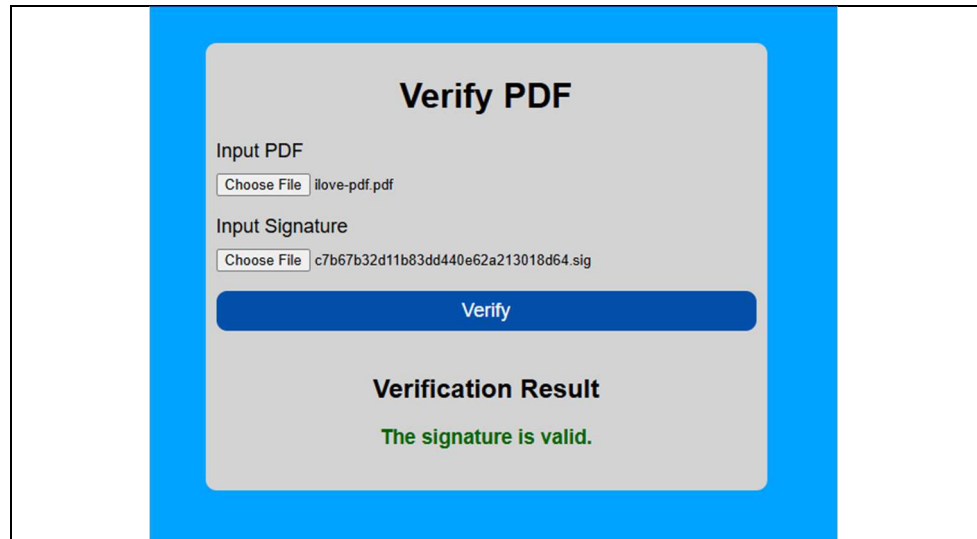 Verify PDF
Input PDF
Choose File ilove-pdf.pdf
Input Signature
Choose File c7b67b32d11b83dd440e62a213018d64.sig
Verify
Verification Result
The signature is valid.